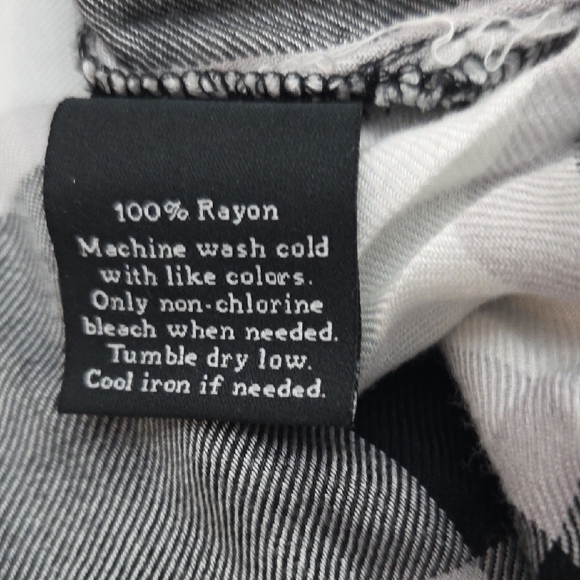 100% Rayon
Machine wash cold
with like colors.
Only non-chlorine
bleach when needed.
Tumble dry low.
Cool iron if needed.